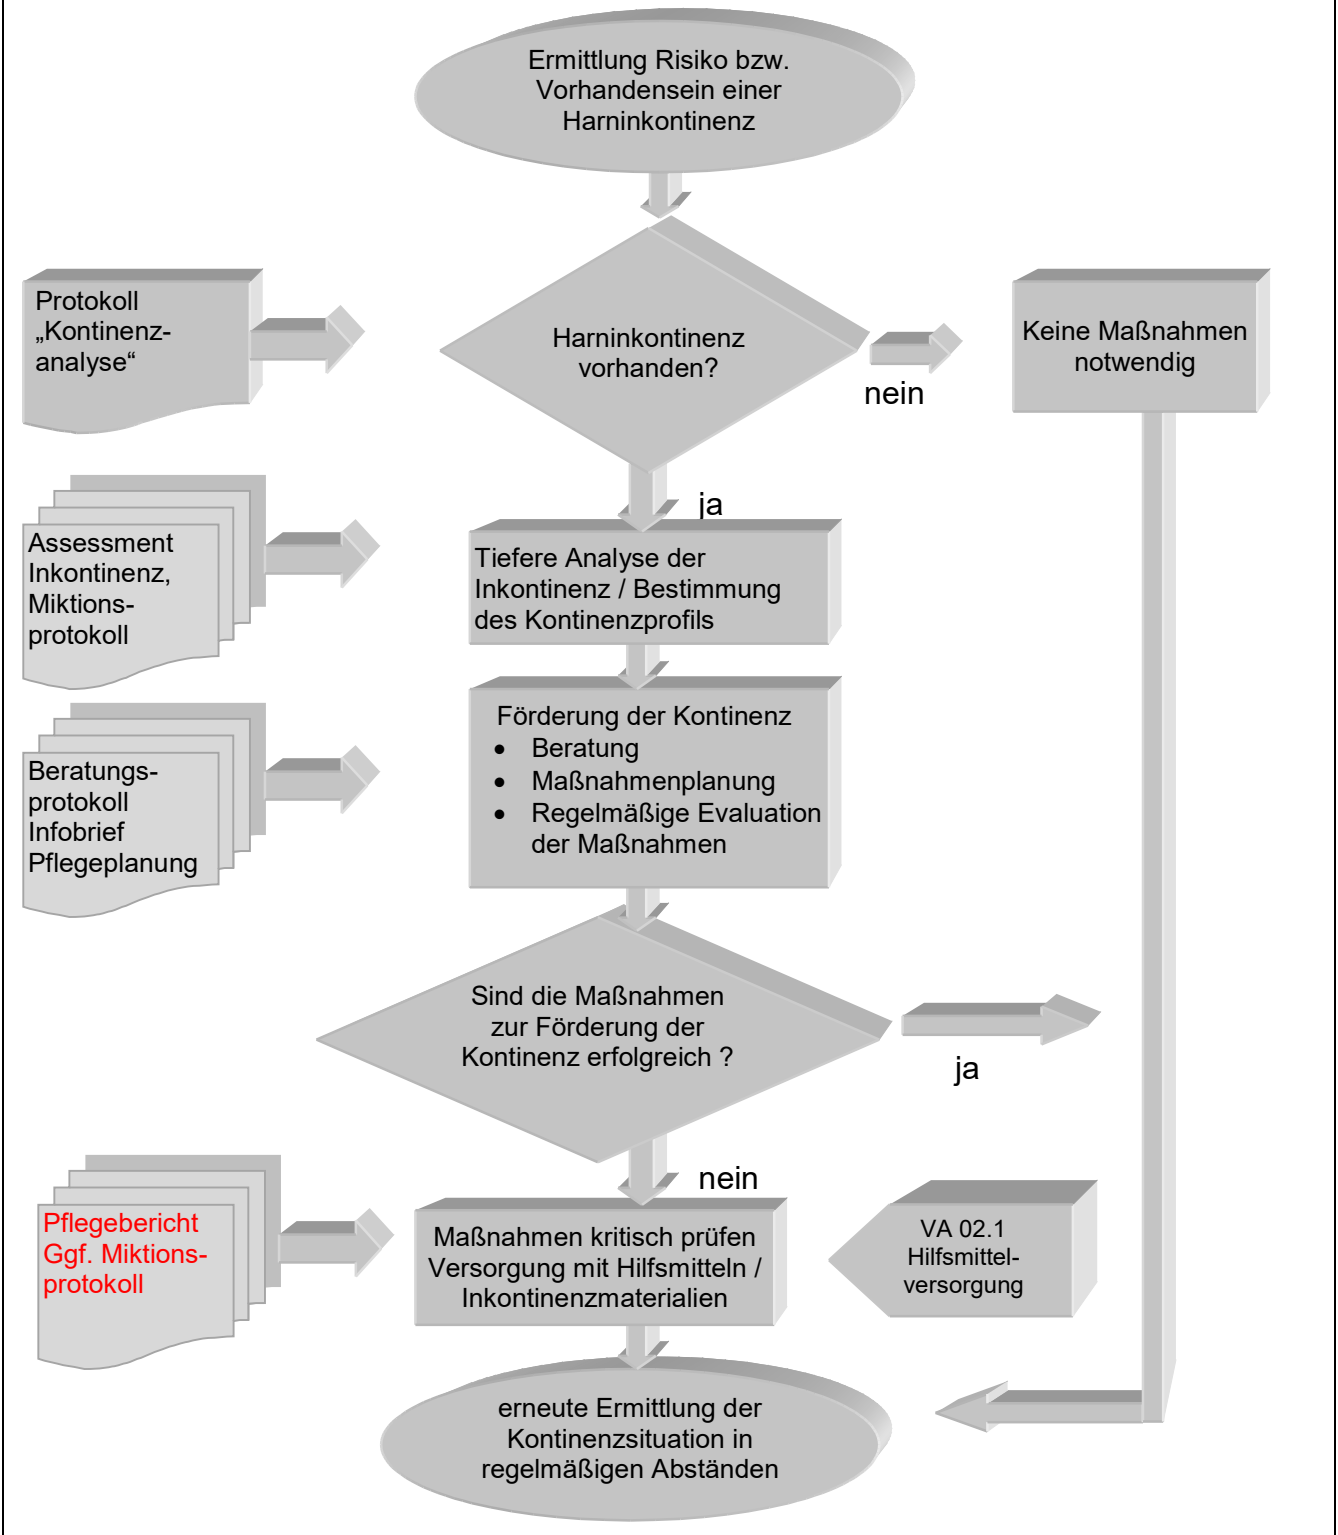 Ermittlung Risiko bzw.
Vorhandensein einer
Harninkontinenz
Protokoll
„Kontinenz-
analyse“
Harninkontinenz
vorhanden?
nein
Keine Maßnahmen
notwendig
ja
Assessment
Inkontinenz,
Miktions-
protokoll
Tiefere Analyse der
Inkontinenz / Bestimmung
des Kontinenzprofils
Beratungs-
protokoll
Infobrief
Pflegeplanung
Förderung der Kontinenz
• Beratung
• Maßnahmenplanung
• Regelmäßige Evaluation
der Maßnahmen
Sind die Maßnahmen
zur Förderung der
Kontinenz erfolgreich ?
ja
nein
Pflegebericht
Ggf. Miktions-
protokoll
Maßnahmen kritisch prüfen
Versorgung mit Hilfsmitteln /
Inkontinenzmaterialien
VA 02.1
Hilfsmittel-
versorgung
erneute Ermittlung der
Kontinenzsituation in
regelmäßigen Abständen